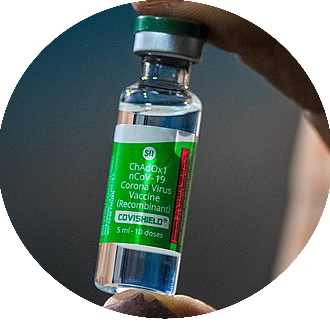 SII
ChAdOx1
nCoV-19
Corona Virus
Vaccine
(Recombinant)
COVISHIELD®
5 ml - 10 doses